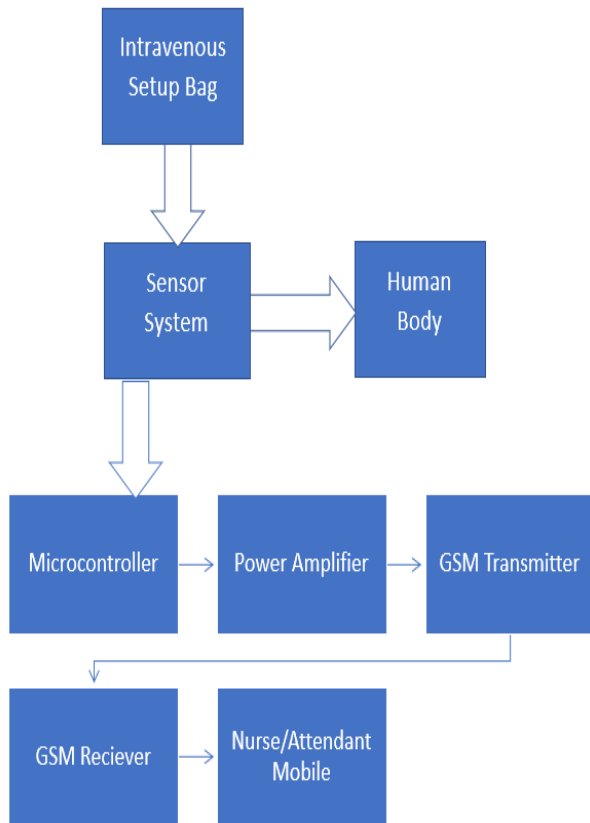 Intravenous
Setup Bag
Sensor
System
Human
Body
Microcontroller
Power Amplifier
GSM Transmitter
GSM Reciever
Nurse/Attendant
Mobile